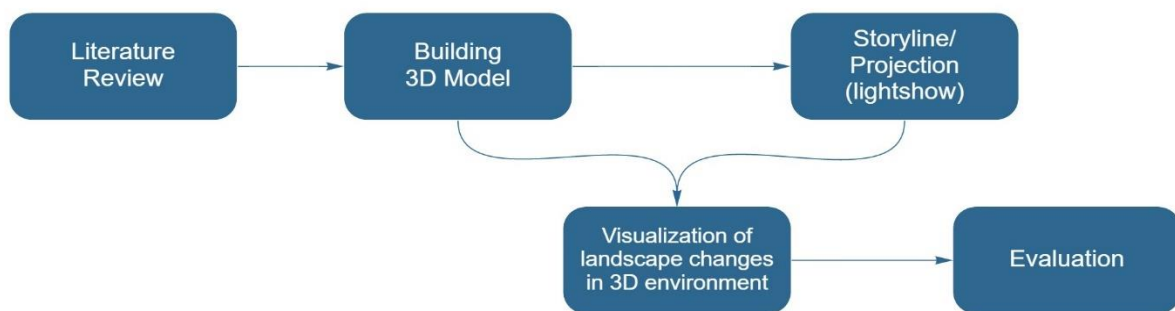 Literature
Review
Building
3D Model
Storyline/
Projection
(lightshow)
Visualization of
landscape changes
in 3D environment
Evaluation